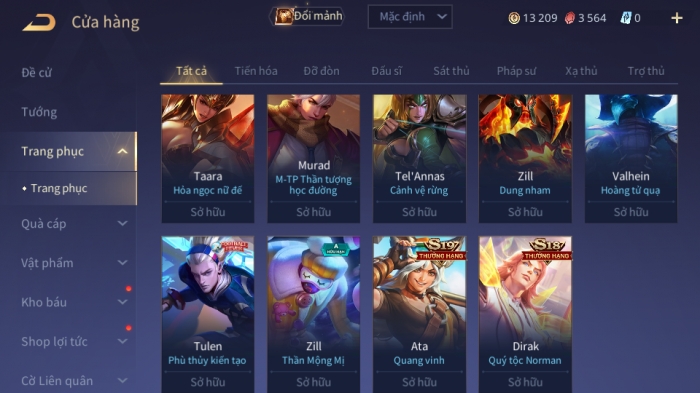 Cửa hàng
Đổi mảnh
Mặc định
13 209
3 564
0
Đề cử
Tướng
Trang phục
Trang phục
Quà cáp
Vật phẩm
Kho báu
Shop lợi tức
Cờ Liên quân
Tất cả Tiến hóa Đỡ đòn Đấu sĩ Sát thủ Pháp sư Xạ thủ Trợ thủ
Taara
Hỏa ngọc nữ đế
Sở hữu
Murad
M-TP Thần tượng
học đường
Sở hữu
Tel'Annas
Cảnh vệ rừng
Sở hữu
Zill
Dung nham
Sở hữu
Valhein
Hoàng tử quạ
Sở hữu
Tulen
Phù thủy kiến tạo
Sở hữu
A
HỮU HẠN
Zill
Thần Mộng Mị
Sở hữu
S19
THƯỞNG HẠNG
Ata
Quang vinh
Sở hữu
S18
THƯỞNG HẠNG
Dirak
Quý tộc Norman
Sở hữu